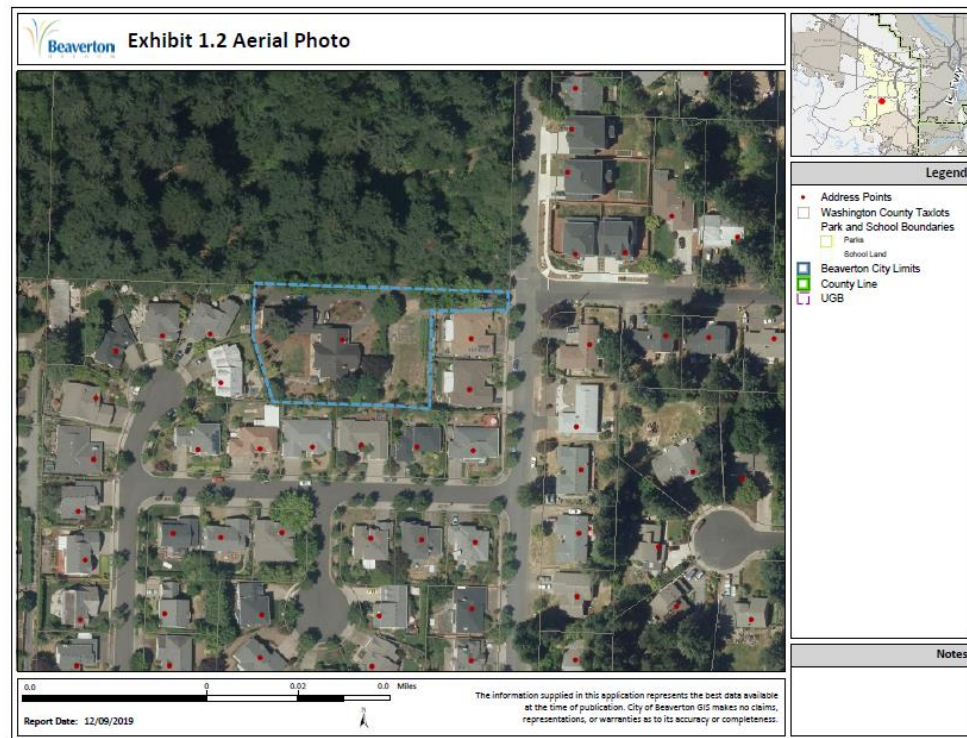 Beaverton
OREGON
Exhibit 1.2 Aerial Photo
Legend
Address Points
Washington County Taxlots
Park and School Boundaries
Parks
School Land
Beaverton City Limits
County Line
UGB
Notes
0.0
0
0.02
0.0
Miles
Report Date: 12/09/2019
The information supplied in this application represents the best data available
at the time of publication. City of Beaverton GIS makes no claims,
representations, or warranties as to its accuracy or completeness.